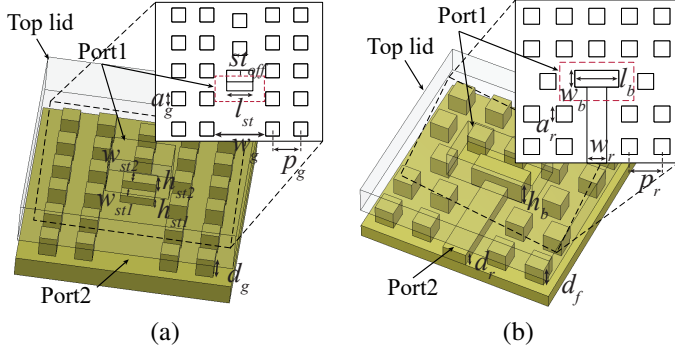 Top lid
Port1
st_off
a_g
l_st
w_g
p_g
w_st2
h_st2
w_st1
h_st1
d_g
Port2
(a)
Port1
Top lid
w_b
l_b
a_r
w_r
p_r
h_b
d_r
d_f
Port2
(b)